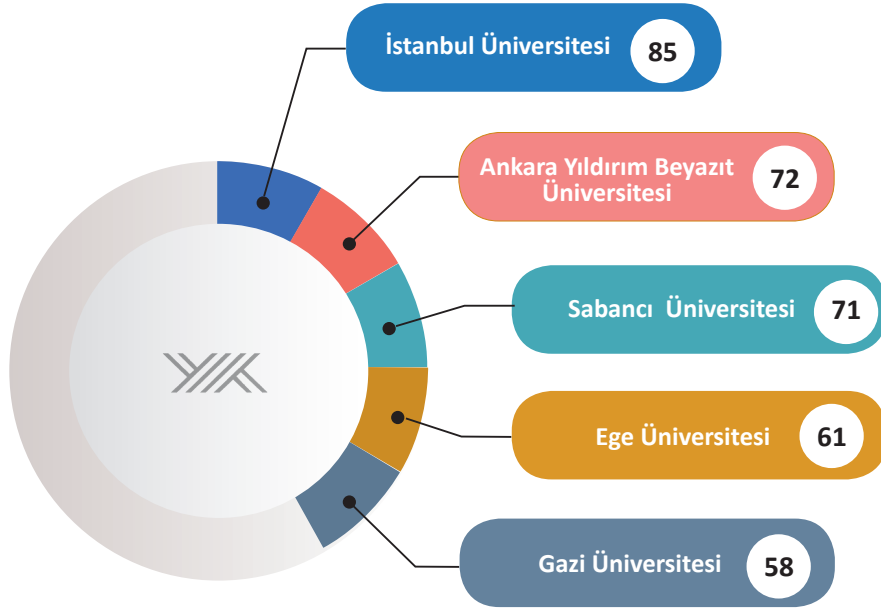 İstanbul Üniversitesi 85
Ankara Yıldırım Beyazıt
Üniversitesi 72
Sabancı Üniversitesi 71
Ege Üniversitesi 61
Gazi Üniversitesi 58